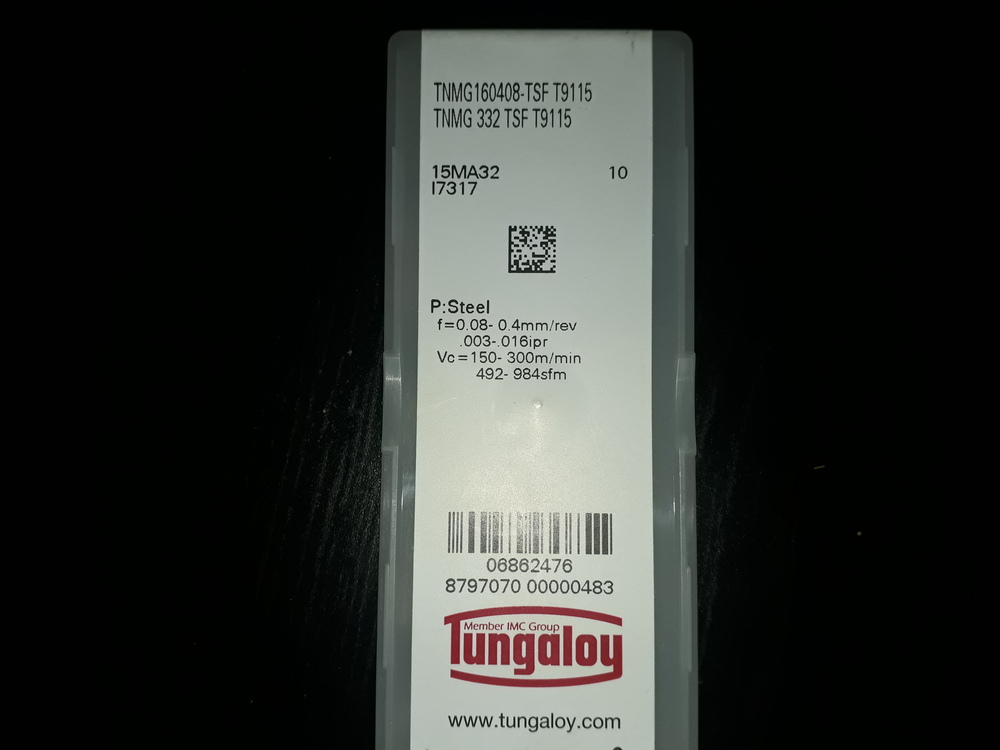 TNMG160408-TSF T9115
TNMG 332 TSF T9115
15MA32 10
I7317
P:Steel
f=0.08- 0.4mm/rev
.003-.016ipr
Vc=150- 300m/min
492- 984sfm
06862476
8797070 00000483
Member IMC Group
Tungaloy
www.tungaloy.com